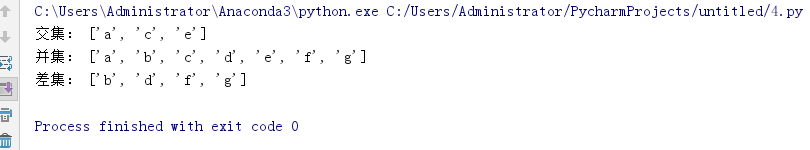 C:\Users\Administrator\Anaconda3\python.exe C:/Users/Administrator/PycharmProjects/untitled/4.py
交集: ['a', 'c', 'e']
并集: ['a', 'b', 'c', 'd', 'e', 'f', 'g']
差集: ['b', 'd', 'f', 'g']
Process finished with exit code 0